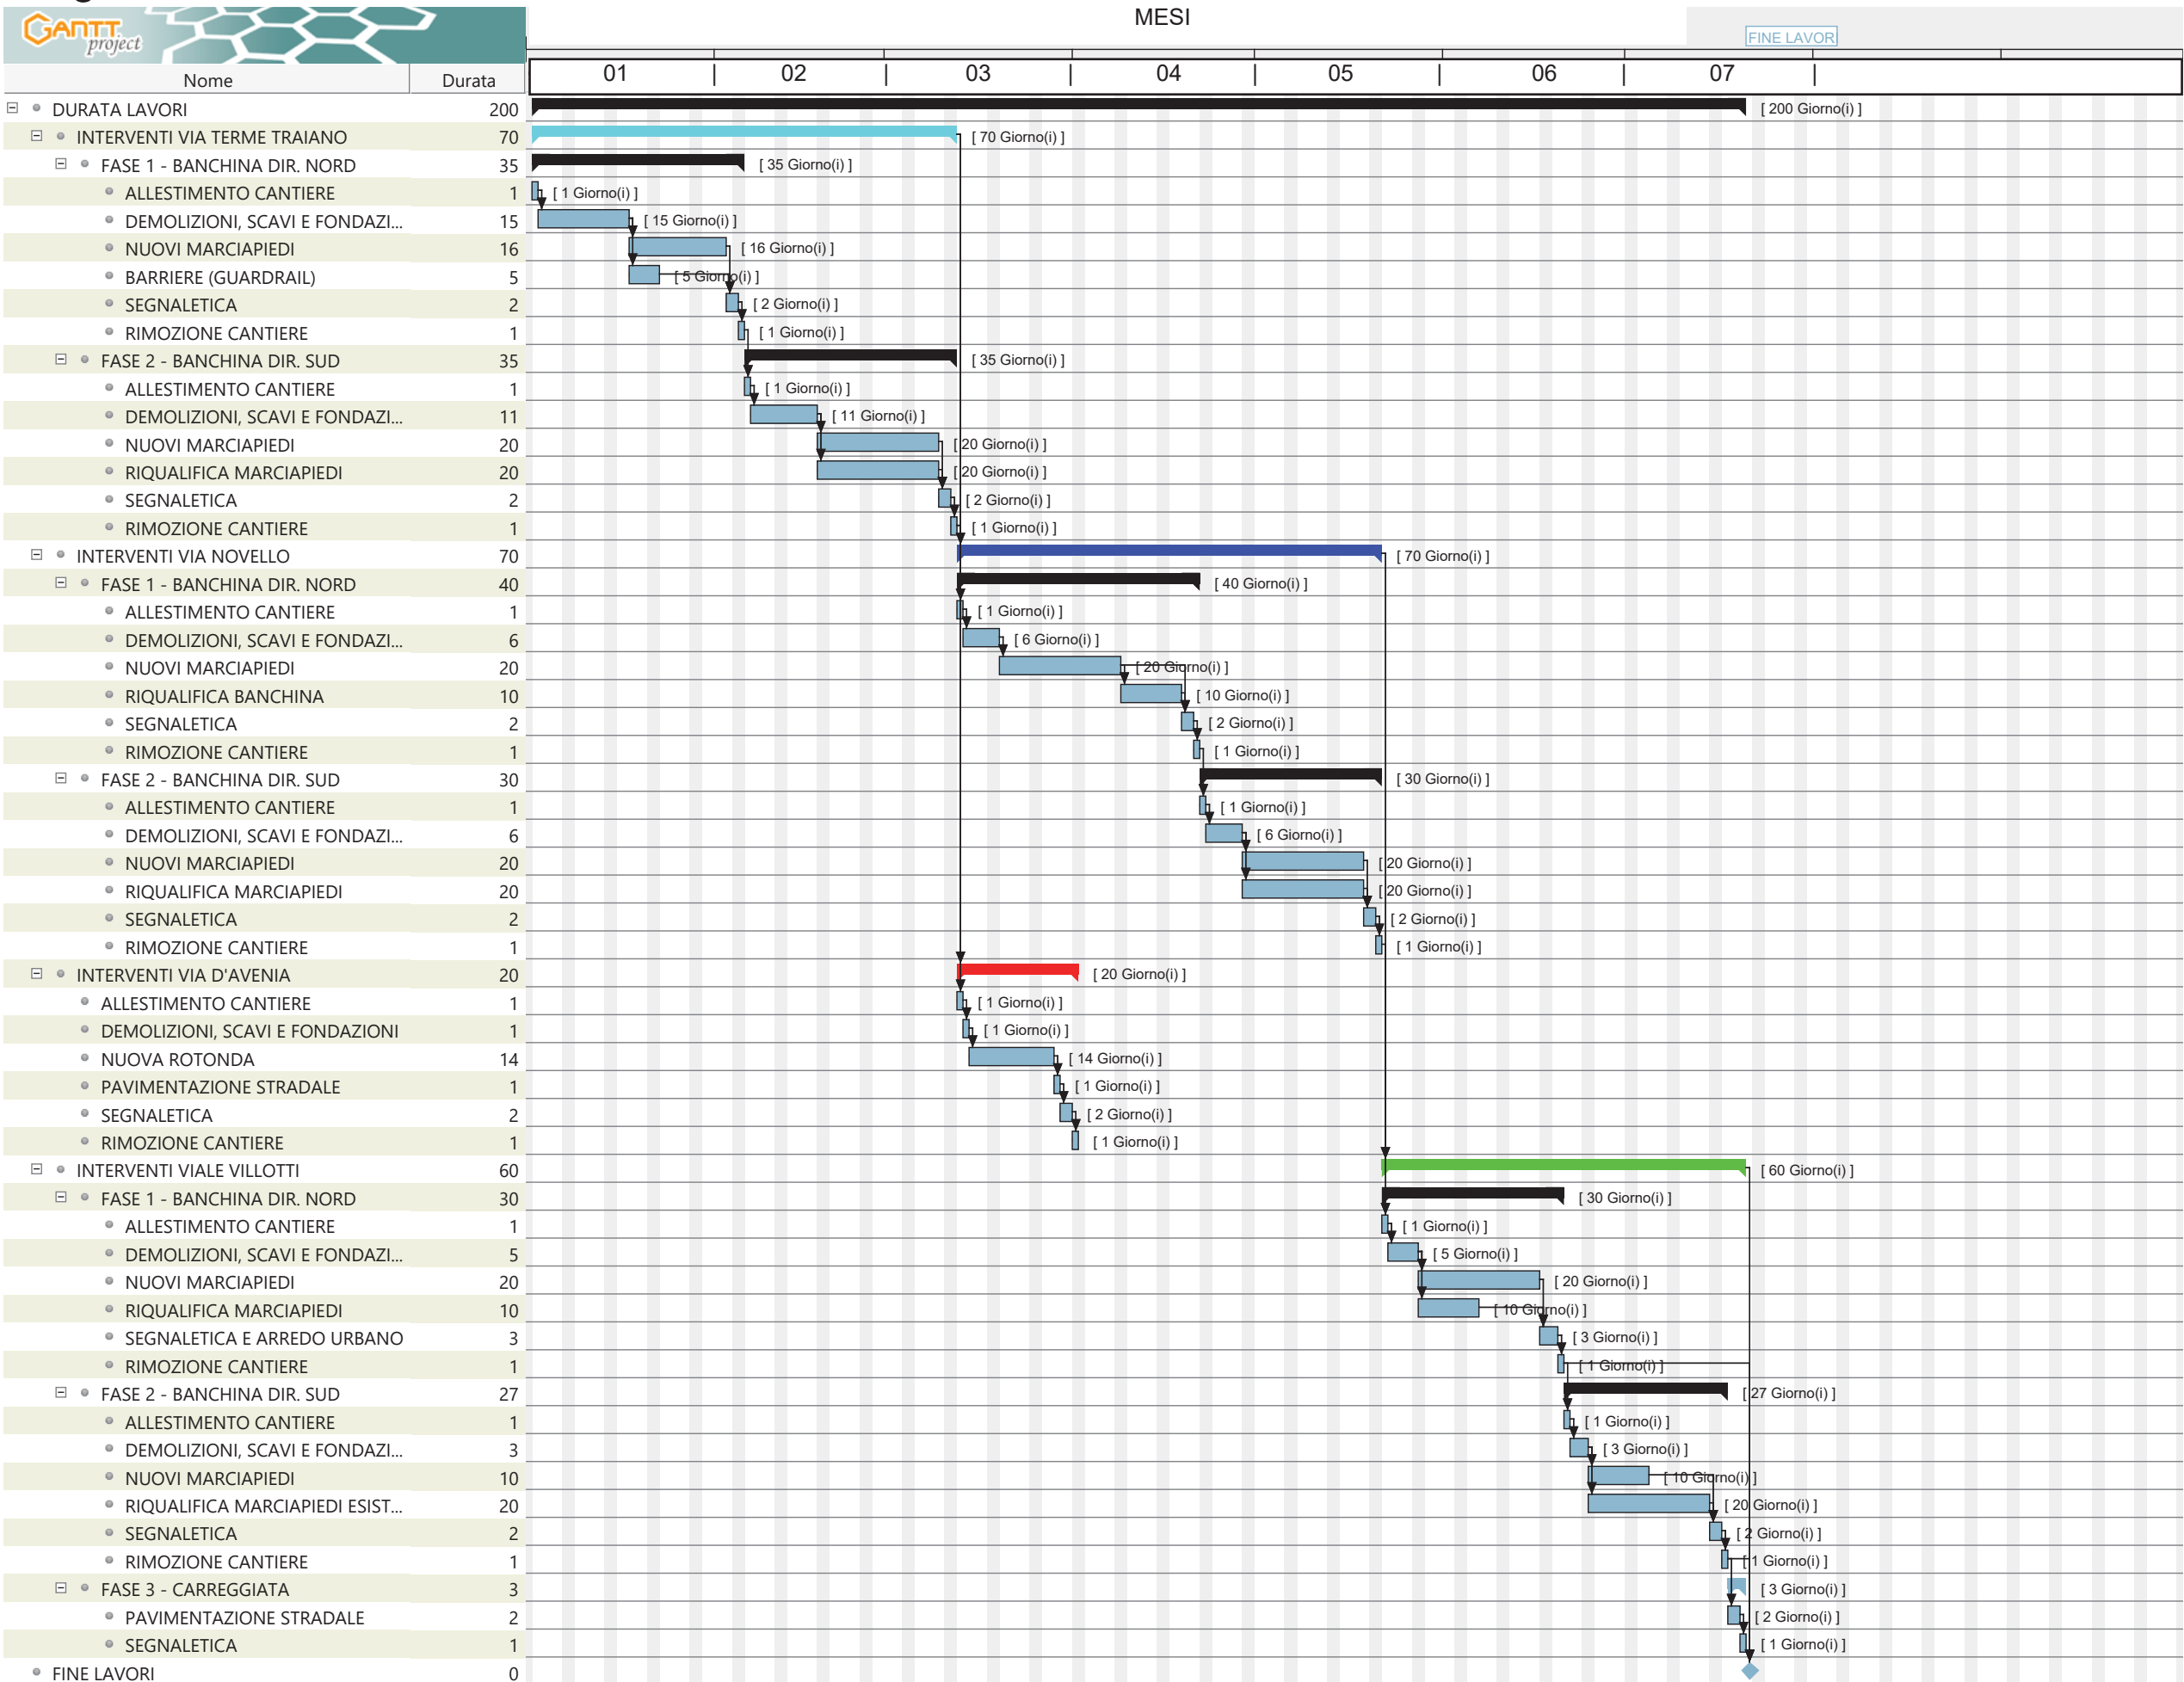 MESI
GANTT
project
FINE LAVORI
Nome Durata 01 | 02 | 03 | 04 | 05 | 06 | 07 |
DURATA LAVORI 200 [ 200 Giorno(i) ]
INTERVENTI VIA TERME TRAIANO 70 [ 70 Giorno(i) ]
FASE 1 - BANCHINA DIR. NORD 35 [ 35 Giorno(i) ]
ALLESTIMENTO CANTIERE 1 [ 1 Giorno(i) ]
DEMOLIZIONI, SCAVI E FONDAZI... 15 [ 15 Giorno(i) ]
NUOVI MARCIAPIEDI 16 [ 16 Giorno(i) ]
BARRIERE (GUARDRAIL) 5 [ 5 Giorno(i) ]
SEGNALETICA 2 [ 2 Giorno(i) ]
RIMOZIONE CANTIERE 1 [ 1 Giorno(i) ]
FASE 2 - BANCHINA DIR. SUD 35 [ 35 Giorno(i) ]
ALLESTIMENTO CANTIERE 1 [ 1 Giorno(i) ]
DEMOLIZIONI, SCAVI E FONDAZI... 11 [ 11 Giorno(i) ]
NUOVI MARCIAPIEDI 20 [ 20 Giorno(i) ]
RIQUALIFICA MARCIAPIEDI 20 [ 20 Giorno(i) ]
SEGNALETICA 2 [ 2 Giorno(i) ]
RIMOZIONE CANTIERE 1 [ 1 Giorno(i) ]
INTERVENTI VIA NOVELLO 70 [ 70 Giorno(i) ]
FASE 1 - BANCHINA DIR. NORD 40 [ 40 Giorno(i) ]
ALLESTIMENTO CANTIERE 1 [ 1 Giorno(i) ]
DEMOLIZIONI, SCAVI E FONDAZI... 6 [ 6 Giorno(i) ]
NUOVI MARCIAPIEDI 20 [ 20 Giorno(i) ]
RIQUALIFICA BANCHINA 10 [ 10 Giorno(i) ]
SEGNALETICA 2 [ 2 Giorno(i) ]
RIMOZIONE CANTIERE 1 [ 1 Giorno(i) ]
FASE 2 - BANCHINA DIR. SUD 30 [ 30 Giorno(i) ]
ALLESTIMENTO CANTIERE 1 [ 1 Giorno(i) ]
DEMOLIZIONI, SCAVI E FONDAZI... 6 [ 6 Giorno(i) ]
NUOVI MARCIAPIEDI 20 [ 20 Giorno(i) ]
RIQUALIFICA MARCIAPIEDI 20 [ 20 Giorno(i) ]
SEGNALETICA 2 [ 2 Giorno(i) ]
RIMOZIONE CANTIERE 1 [ 1 Giorno(i) ]
INTERVENTI VIA D'AVENIA 20 [ 20 Giorno(i) ]
ALLESTIMENTO CANTIERE 1 [ 1 Giorno(i) ]
DEMOLIZIONI, SCAVI E FONDAZIONI 1 [ 1 Giorno(i) ]
NUOVA ROTONDA 14 [ 14 Giorno(i) ]
PAVIMENTAZIONE STRADALE 1 [ 1 Giorno(i) ]
SEGNALETICA 2 [ 2 Giorno(i) ]
RIMOZIONE CANTIERE 1 [ 1 Giorno(i) ]
INTERVENTI VIALE VILLOTTI 60 [ 60 Giorno(i) ]
FASE 1 - BANCHINA DIR. NORD 30 [ 30 Giorno(i) ]
ALLESTIMENTO CANTIERE 1 [ 1 Giorno(i) ]
DEMOLIZIONI, SCAVI E FONDAZI... 5 [ 5 Giorno(i) ]
NUOVI MARCIAPIEDI 20 [ 20 Giorno(i) ]
RIQUALIFICA MARCIAPIEDI 10 [ 10 Giorno(i) ]
SEGNALETICA E ARREDO URBANO 3 [ 3 Giorno(i) ]
RIMOZIONE CANTIERE 1 [ 1 Giorno(i) ]
FASE 2 - BANCHINA DIR. SUD 27 [ 27 Giorno(i) ]
ALLESTIMENTO CANTIERE 1 [ 1 Giorno(i) ]
DEMOLIZIONI, SCAVI E FONDAZI... 3 [ 3 Giorno(i) ]
NUOVI MARCIAPIEDI 10 [ 10 Giorno(i) ]
RIQUALIFICA MARCIAPIEDI ESIST... 20 [ 20 Giorno(i) ]
SEGNALETICA 2 [ 2 Giorno(i) ]
RIMOZIONE CANTIERE 1 [ 1 Giorno(i) ]
FASE 3 - CARREGGIATA 3 [ 3 Giorno(i) ]
PAVIMENTAZIONE STRADALE 2 [ 2 Giorno(i) ]
SEGNALETICA 1 [ 1 Giorno(i) ]
FINE LAVORI 0